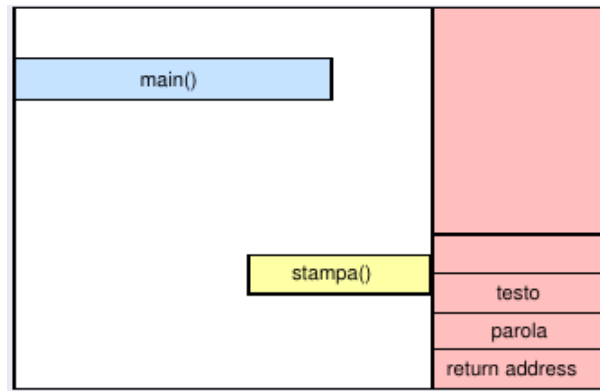 main()
stampa()
testo
parola
return address